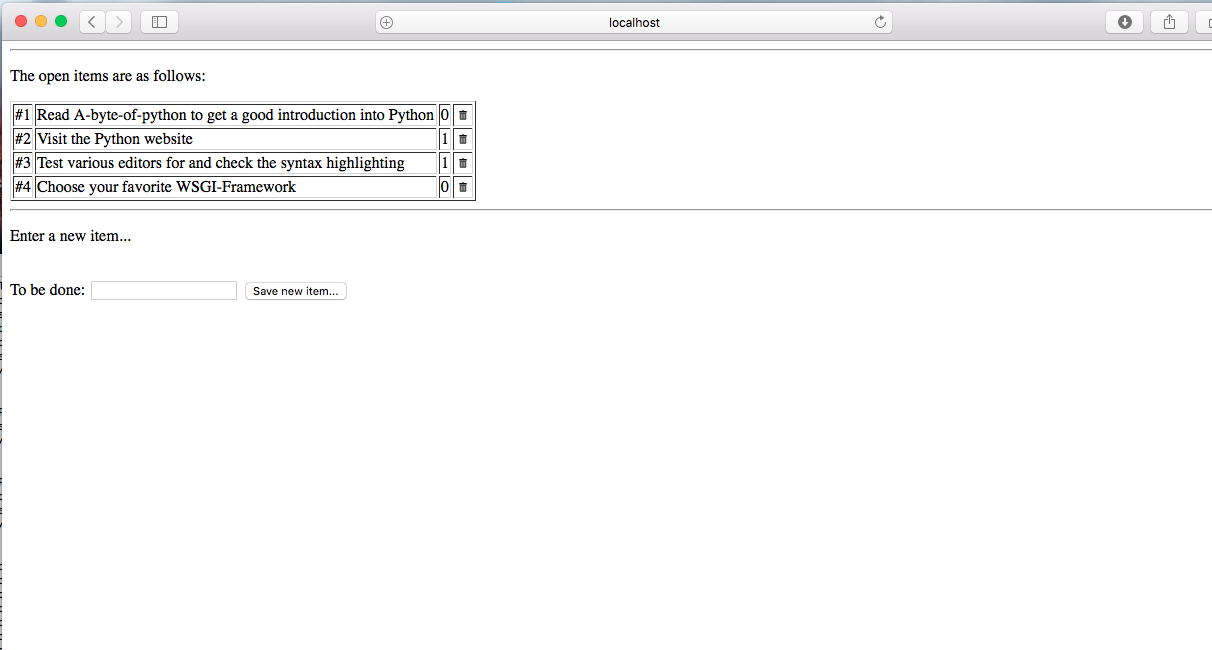 localhost
The open items are as follows:
#1 Read A-byte-of-python to get a good introduction into Python 0
#2 Visit the Python website 1
#3 Test various editors for and check the syntax highlighting 1
#4 Choose your favorite WSGI-Framework 0
Enter a new item...
To be done: Save new item...